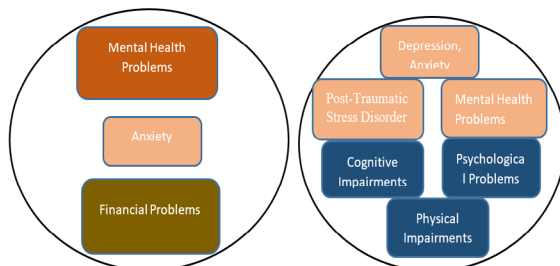 Mental Health
Problems
Anxiety
Financial Problems
Depression,
Anxiety
Post-Traumatic
Stress Disorder
Mental Health
Problems
Cognitive
Impairments
Psychologica
l Problems
Physical
Impairments